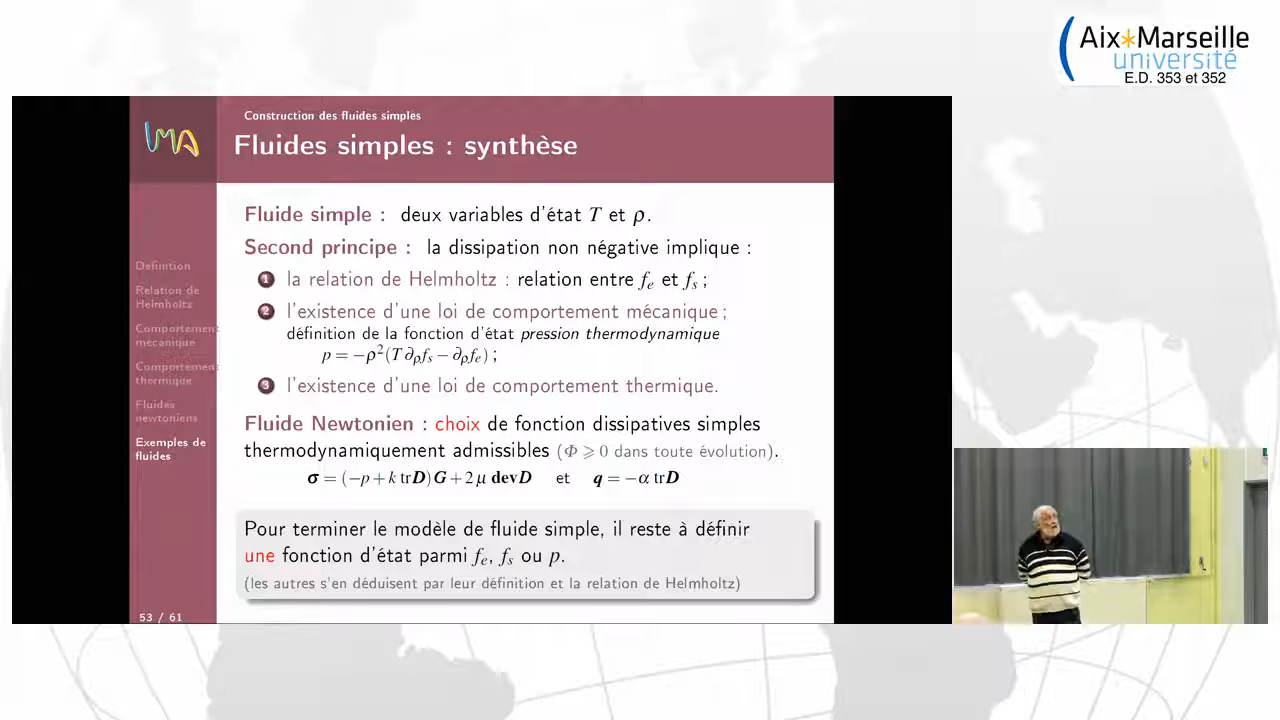 Aix*Marseille
université
E.D. 353 et 352
LMA
Construction des fluides simples
Fluides simples : synthèse
Fluide simple : deux variables d'état T et ρ.
Second principe : la dissipation non négative implique :
1 la relation de Helmholtz : relation entre fₑ et fₛ ;
2 l'existence d'une loi de comportement mécanique ;
définition de la fonction d'état pression thermodynamique
p = −ρ²(T ∂ρfₛ − ∂ρfₑ) ;
3 l'existence d'une loi de comportement thermique.
Fluide Newtonien : choix de fonction dissipatives simples
thermodynamiquement admissibles (Φ ⩾ 0 dans toute évolution).
σ = (−p + k trD)G + 2 μ devD et q = −α trD
Pour terminer le modèle de fluide simple, il reste à définir
une fonction d'état parmi fₑ, fₛ ou p.
(les autres s'en déduisent par leur définition et la relation de Helmholtz)
Définition
Relation de
Helmholtz
Comportement
mécanique
Comportement
thermique
Fluides
newtoniens
Exemples de
fluides
53 / 61